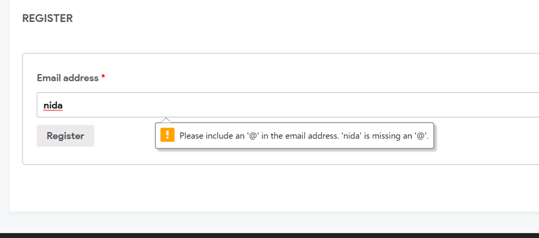 REGISTER
Email address *
nida
Please include an '@' in the email address. 'nida' is missing an '@'.
Register